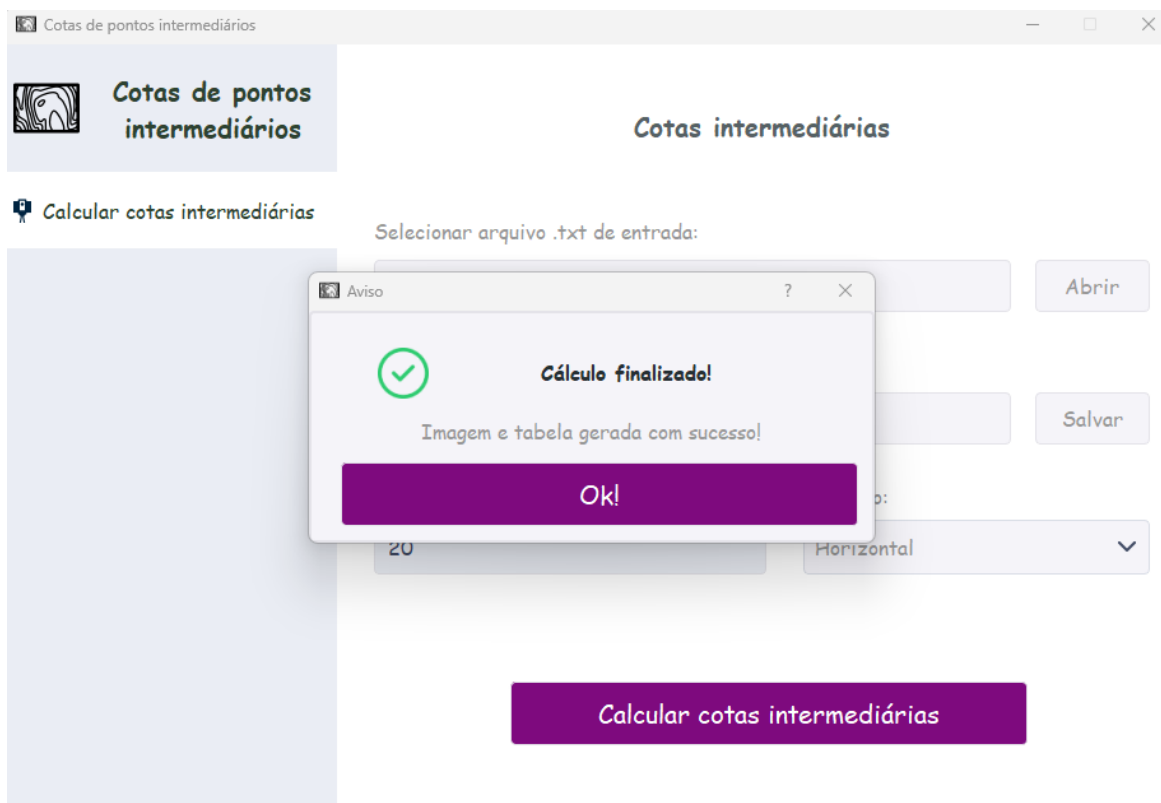 Cotas de pontos intermediários
Cotas de pontos
intermediários
Cotas intermediárias
Calcular cotas intermediárias
Selecionar arquivo .txt de entrada:
Abrir
Aviso
?
Cálculo finalizado!
Imagem e tabela gerada com sucesso!
Salvar
Ok!
20
Horizontal
Calcular cotas intermediárias